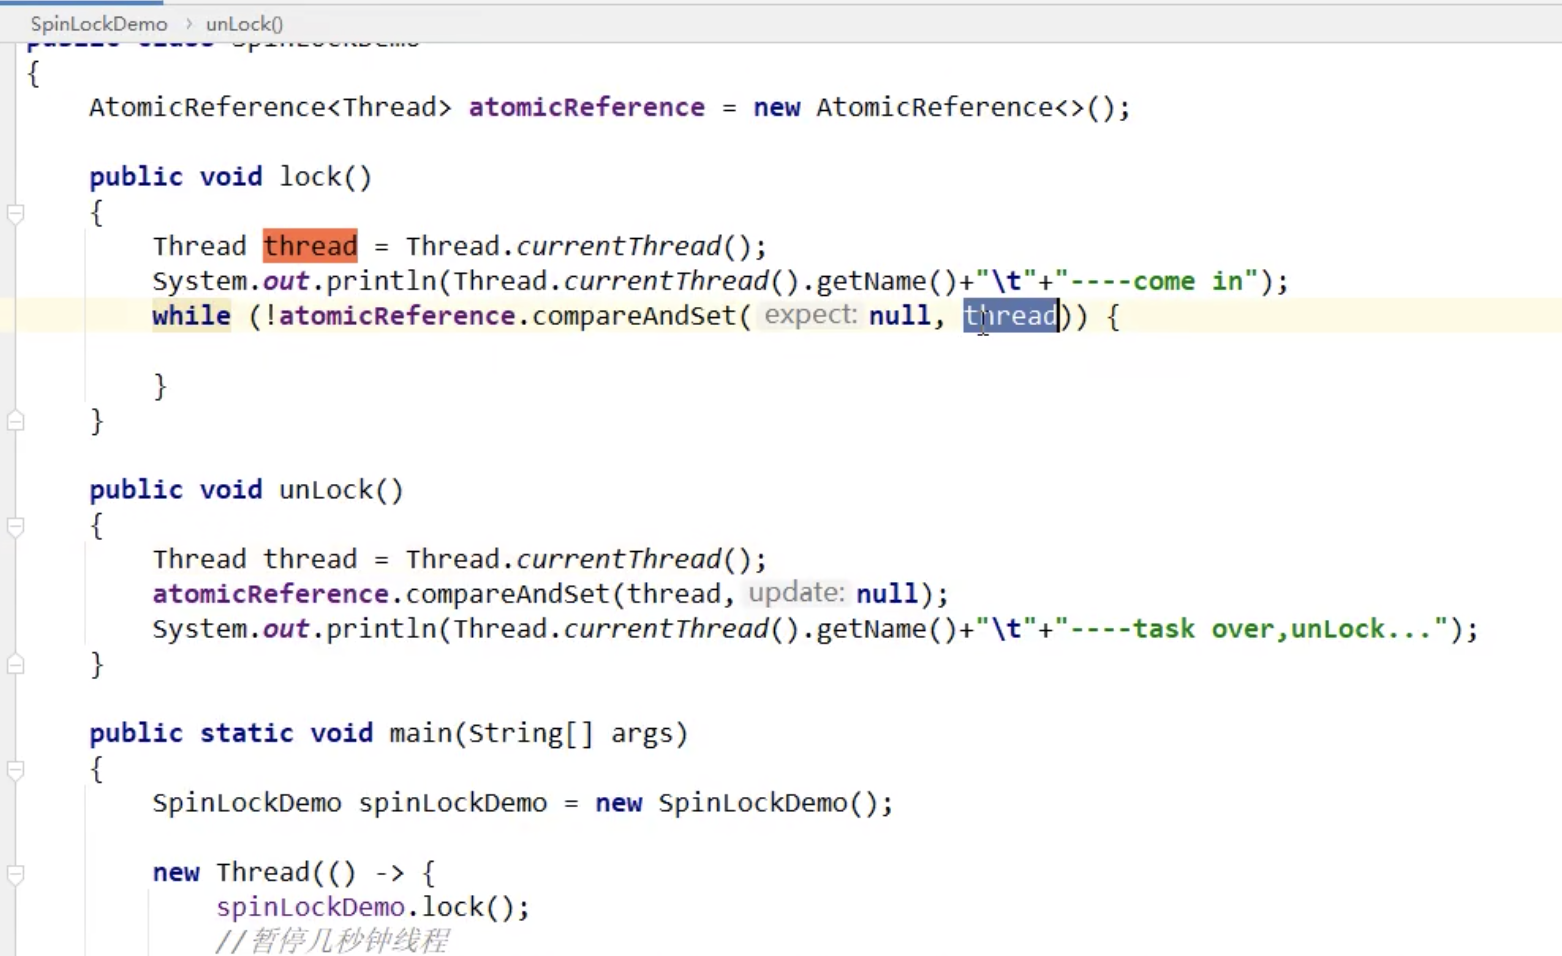 SpinLockDemo › unLock()
public class SpinLockDemo
{
AtomicReference<Thread> atomicReference = new AtomicReference<>();
public void lock()
{
Thread thread = Thread.currentThread();
System.out.println(Thread.currentThread().getName()+"\t"+"----come in");
while (!atomicReference.compareAndSet( expect: null, thread)) {
}
}
public void unLock()
{
Thread thread = Thread.currentThread();
atomicReference.compareAndSet(thread, update: null);
System.out.println(Thread.currentThread().getName()+"\t"+"----task over,unLock...");
}
public static void main(String[] args)
{
SpinLockDemo spinLockDemo = new SpinLockDemo();
new Thread(() -> {
spinLockDemo.lock();
//暂停几秒钟线程